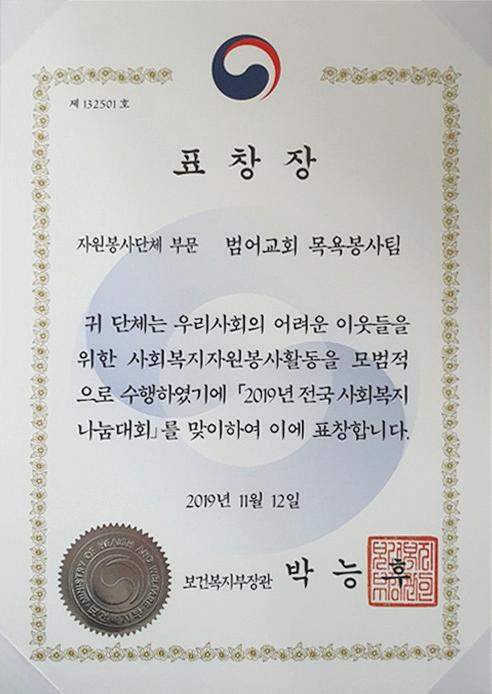 제 132501 호
표 창 장
자원봉사단체 부문 범어교회 목욕봉사팀
귀 단체는 우리사회의 어려운 이웃들을
위한 사회복지자원봉사활동을 모범적
으로 수행하였기에 「2019년 전국 사회복지
나눔대회」를 맞이하여 이에 표창합니다.
2019년 11월 12일
MINISTRY OF HEALTH AND WELFARE
보건복지부장관 박 능 후